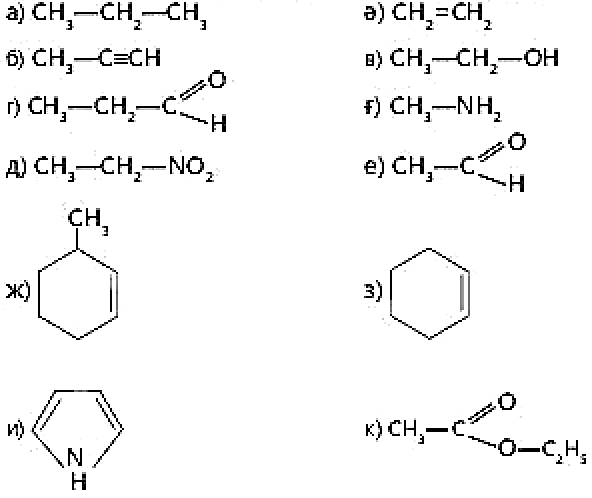 а) CH₃—CH₂—CH₃
ә) CH₂=CH₂
б) CH₃—C≡CH
в) CH₃—CH₂—OH
г) CH₃—CH₂—C
O
H
ғ) CH₃—NH₂
д) CH₃—CH₂—NO₂
е) CH₃—C
O
H
ж)
CH₃
з)
и)
N
H
к) CH₃—C
O
O—C₂H₅